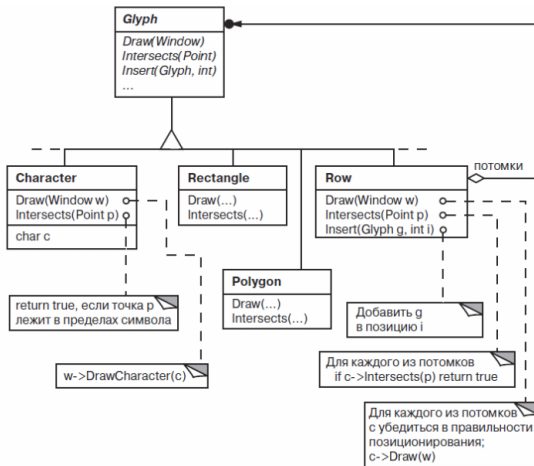 Glyph
Draw(Window)
Intersects(Point)
Insert(Glyph, int)
...
потомки
Character
Draw(Window w)
Intersects(Point p)
char c
Rectangle
Draw(...)
Intersects(...)
Row
Draw(Window w)
Intersects(Point p)
Insert(Glyph g, int i)
Polygon
Draw(...)
Intersects(...)
return true, если точка p
лежит в пределах символа
Добавить g
в позицию i
w->DrawCharacter(c)
Для каждого из потомков
if c->Intersects(p) return true
Для каждого из потомков
c убедиться в правильности
позиционирования;
c->Draw(w)